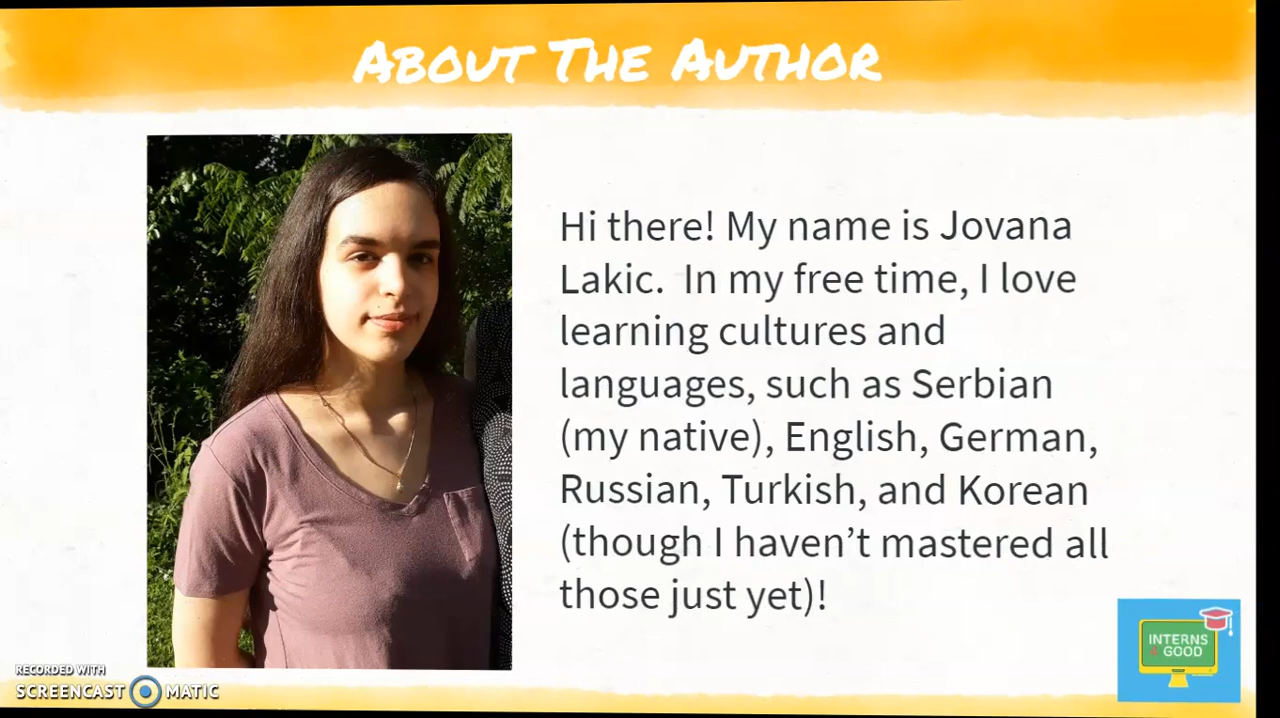 ABOUT THE AUTHOR
Hi there! My name is Jovana
Lakic.  In my free time, I love
learning cultures and
languages, such as Serbian
(my native), English, German,
Russian, Turkish, and Korean
(though I haven’t mastered all
those just yet)!
INTERNS
4 GOOD
RECORDED WITH
SCREENCAST MATIC